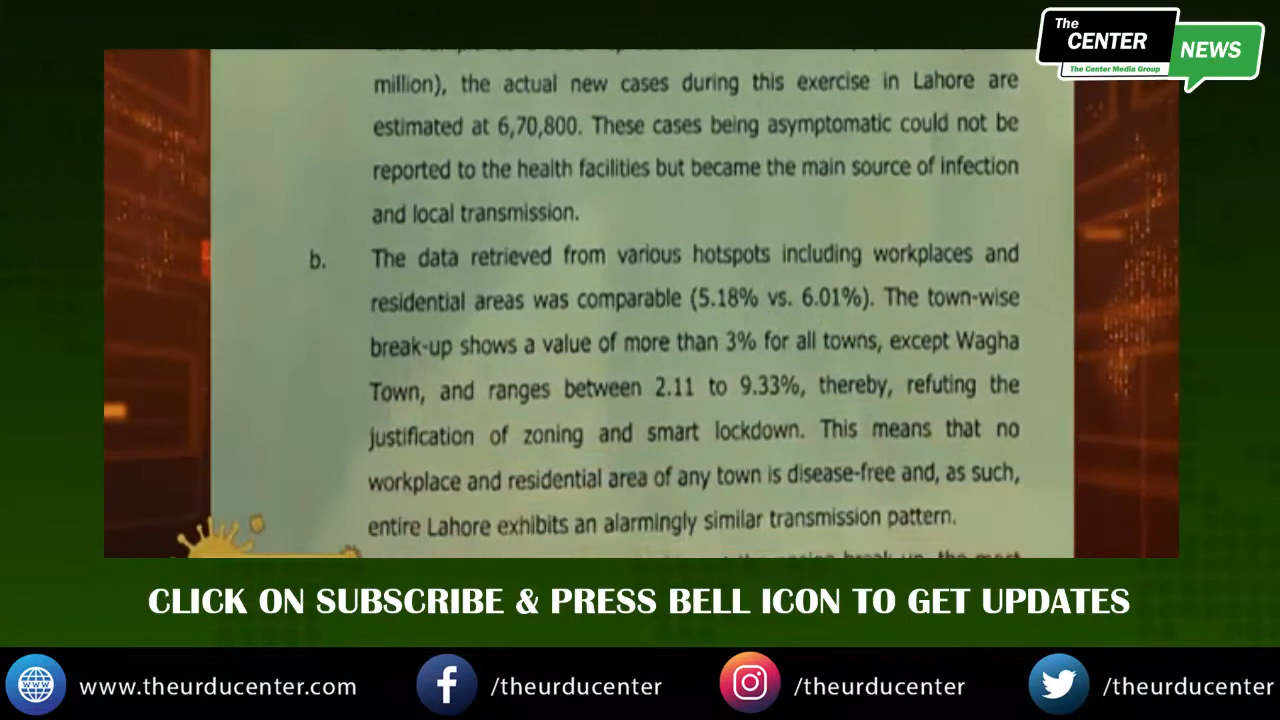 The
CENTER
NEWS
The Center Media Group
million), the actual new cases during this exercise in Lahore are
estimated at 6,70,800. These cases being asymptomatic could not be
reported to the health facilities but became the main source of infection
and local transmission.
b. The data retrieved from various hotspots including workplaces and
residential areas was comparable (5.18% vs. 6.01%). The town-wise
break-up shows a value of more than 3% for all towns, except Wagha
Town, and ranges between 2.11 to 9.33%, thereby, refuting the
justification of zoning and smart lockdown. This means that no
workplace and residential area of any town is disease-free and, as such,
entire Lahore exhibits an alarmingly similar transmission pattern.
CLICK ON SUBSCRIBE & PRESS BELL ICON TO GET UPDATES
www.theurducenter.com
/theurducenter
/theurducenter
/theurducenter